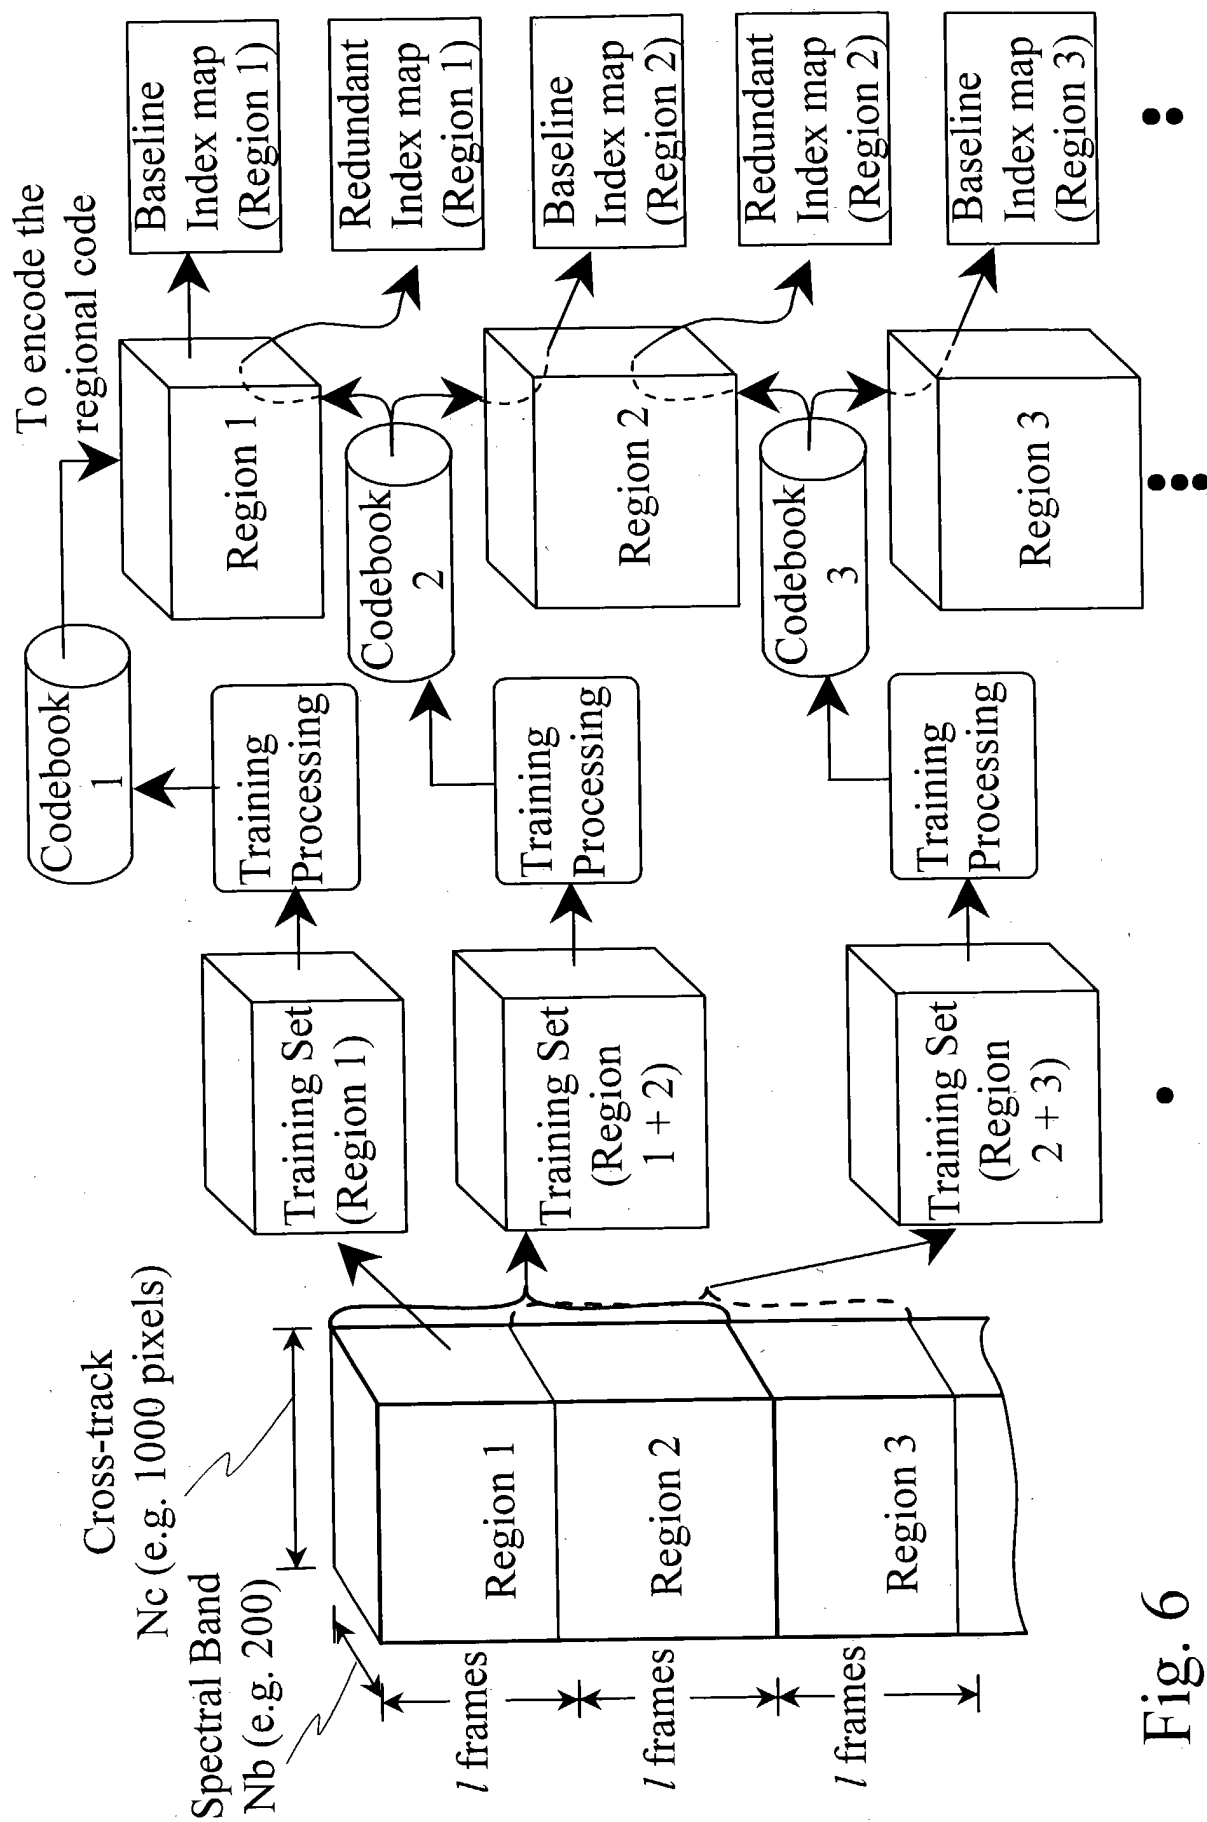 Cross-track
Nc (e.g. 1000 pixels)
Spectral Band
Nb (e.g. 200)
l frames
l frames
l frames
Region 1
Region 2
Region 3
Training Set
(Region 1)
Training Set
(Region
1 + 2)
Training Set
(Region
2 + 3)
Training
Processing
Training
Processing
Training
Processing
Codebook
1
Codebook
2
Codebook
3
To encode the
regional code
Region 1
Region 2
Region 3
Baseline
Index map
(Region 1)
Redundant
Index map
(Region 1)
Baseline
Index map
(Region 2)
Redundant
Index map
(Region 2)
Baseline
Index map
(Region 3)
Fig. 6